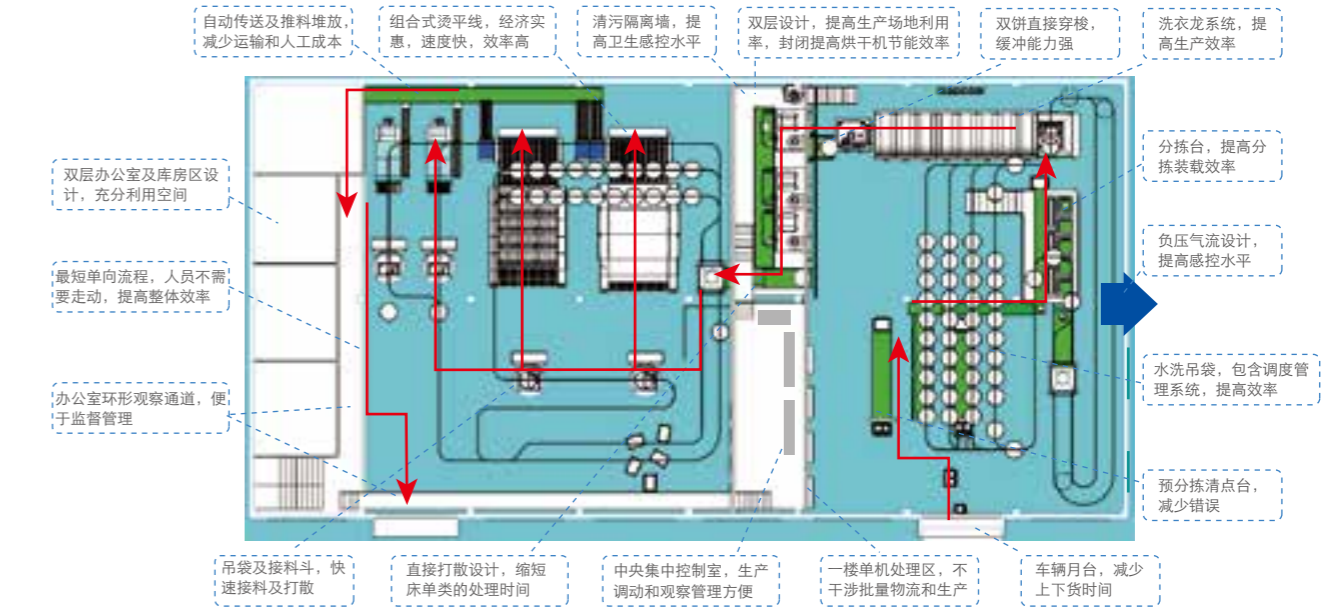 自动传送及推料堆放，
减少运输和人工成本
组合式烫平线，经济实
惠，速度快，效率高
清污隔离墙，提
高卫生感控水平
双层设计，提高生产场地利用
率，封闭提高烘干机节能效率
双饼直接穿梭，
缓冲能力强
洗衣龙系统，提
高生产效率
双层办公室及库房区设
计，充分利用空间
分拣台，提高分
拣装载效率
负压气流设计，
提高感控水平
最短单向流程，人员不需
要走动，提高整体效率
水洗吊袋，包含调度管
理系统，提高效率
办公室环形观察通道，便
于监督管理
预分拣清点台，
减少错误
吊袋及接料斗，快
速接料及打散
直接打散设计，缩短
床单类的处理时间
中央集中控制室，生产
调动和观察管理方便
一楼单机处理区，不
干涉批量物流和生产
车辆月台，减少
上下货时间